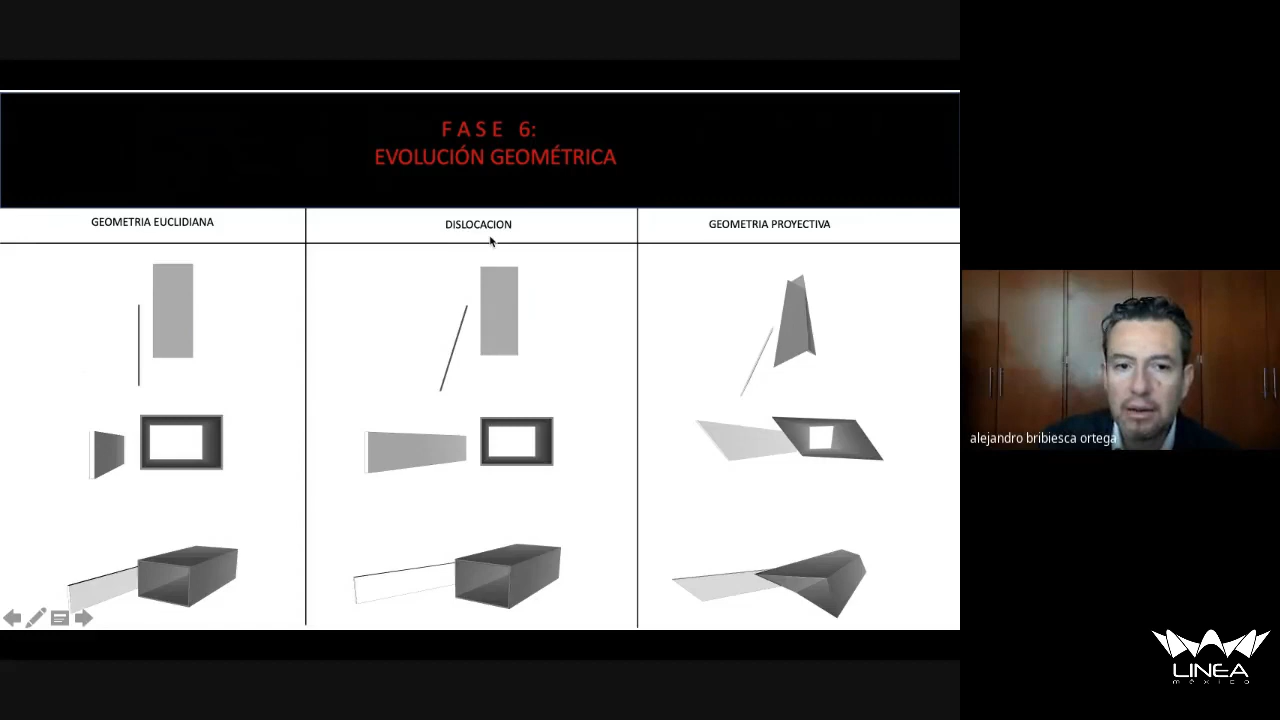 FASE 6:
EVOLUCIÓN GEOMÉTRICA
GEOMETRIA EUCLIDIANA
DISLOCACION
GEOMETRIA PROYECTIVA
alejandro bribiesca ortega
LINEA
méxico